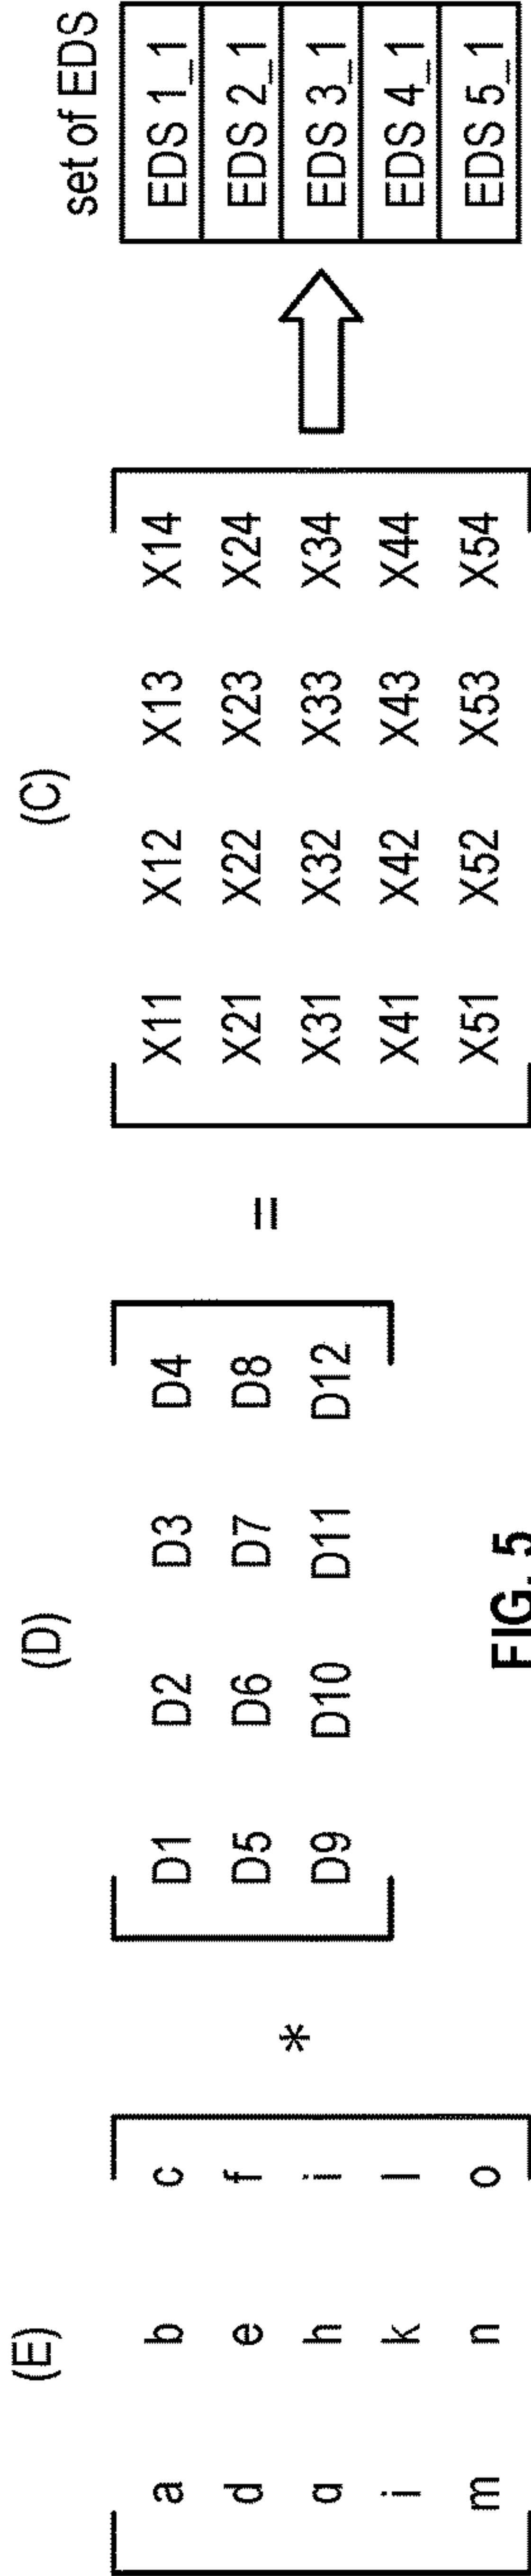 (E)
a b c
d e f
g h i
j k l
m n o
*
(D)
D1 D2 D3 D4
D5 D6 D7 D8
D9 D10 D11 D12
=
(C)
X11 X12 X13 X14
X21 X22 X23 X24
X31 X32 X33 X34
X41 X42 X43 X44
X51 X52 X53 X54
set of EDS
EDS 1_1
EDS 2_1
EDS 3_1
EDS 4_1
EDS 5_1
FIG. 5